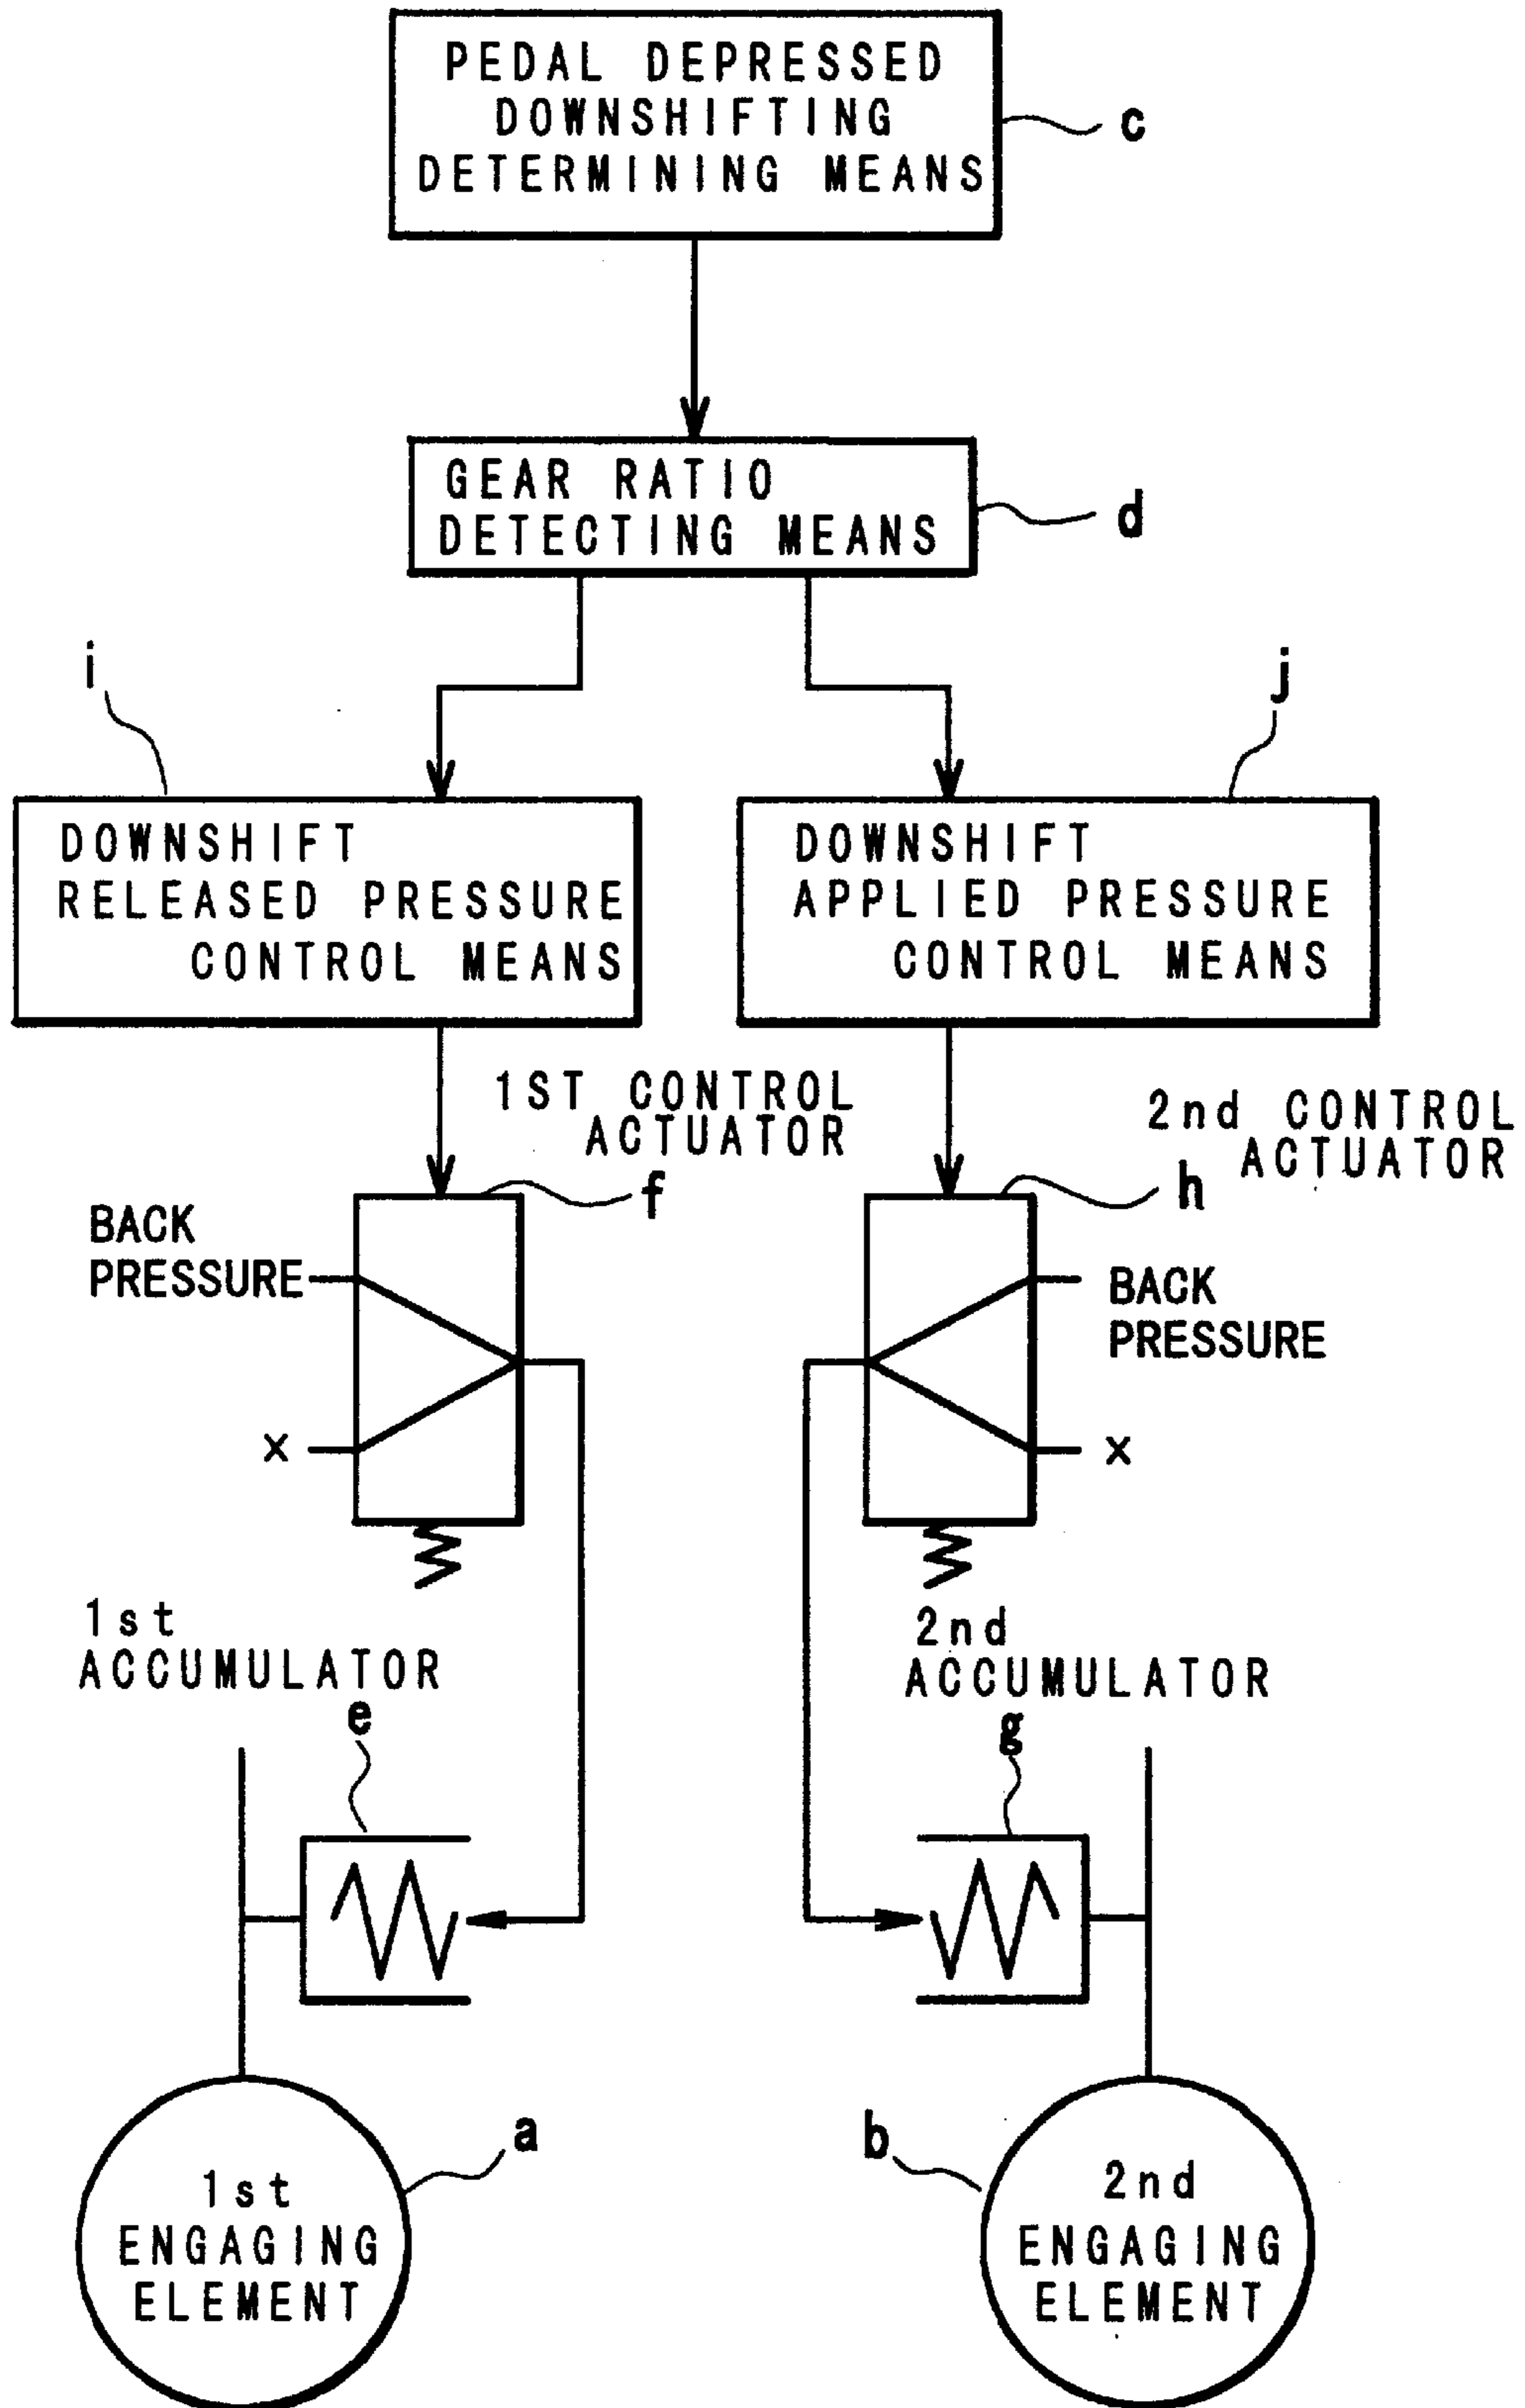 PEDAL DEPRESSED
DOWNSHIFTING
DETERMINING MEANS
c
GEAR RATIO
DETECTING MEANS
d
i
j
DOWNSHIFT
RELEASED PRESSURE
CONTROL MEANS
DOWNSHIFT
APPLIED PRESSURE
CONTROL MEANS
1ST CONTROL
ACTUATOR
f
2nd CONTROL
ACTUATOR
h
BACK
PRESSURE
x
BACK
PRESSURE
x
1st
ACCUMULATOR
e
2nd
ACCUMULATOR
g
a
1st
ENGAGING
ELEMENT
b
2nd
ENGAGING
ELEMENT